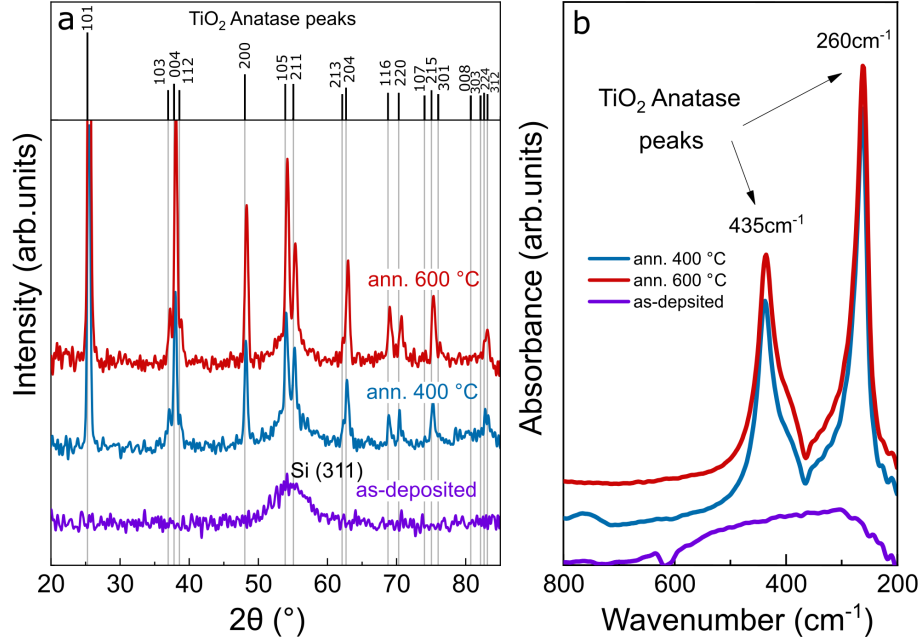 a
TiO2 Anatase peaks
101
103
004
112
200
105
211
213
204
116
220
107
215
301
008
303
224
312
Intensity (arb.units)
ann. 600 °C
ann. 400 °C
Si (311)
as-deposited
20 30 40 50 60 70 80
2θ (°)
b
260cm-1
TiO2 Anatase
peaks
435cm-1
ann. 400 °C
ann. 600 °C
as-depsited
Absorbance (arb.units)
800 600 400 200
Wavenumber (cm-1)